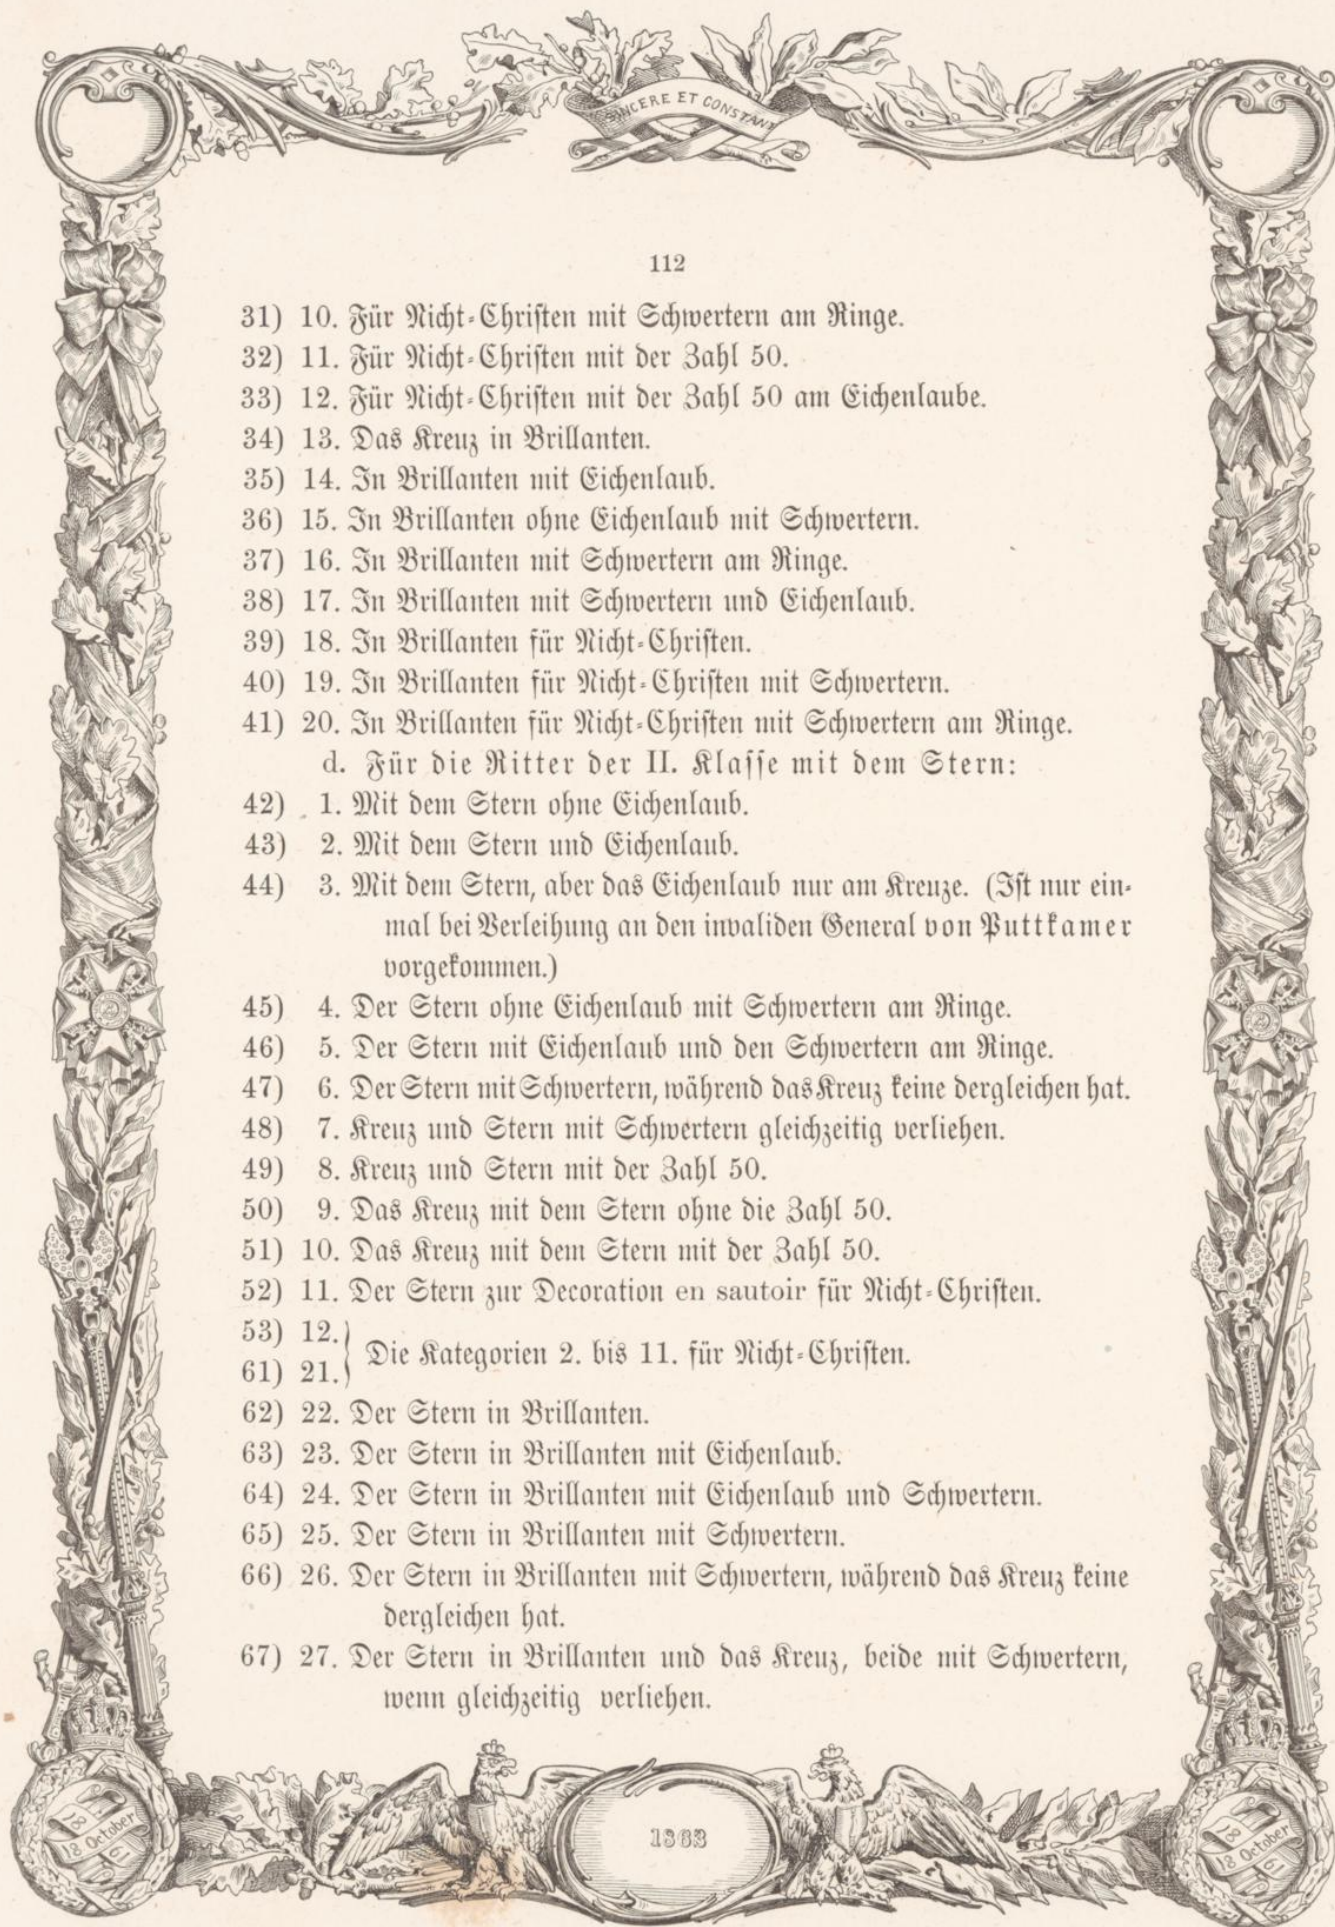 SINCERE ET CONSTANT
112
31) 10. Für Nicht-Christen mit Schwertern am Ringe.
32) 11. Für Nicht-Christen mit der Zahl 50.
33) 12. Für Nicht-Christen mit der Zahl 50 am Eichenlaube.
34) 13. Das Kreuz in Brillanten.
35) 14. In Brillanten mit Eichenlaub.
36) 15. In Brillanten ohne Eichenlaub mit Schwertern.
37) 16. In Brillanten mit Schwertern am Ringe.
38) 17. In Brillanten mit Schwertern und Eichenlaub.
39) 18. In Brillanten für Nicht-Christen.
40) 19. In Brillanten für Nicht-Christen mit Schwertern.
41) 20. In Brillanten für Nicht-Christen mit Schwertern am Ringe.
d. Für die Ritter der II. Klasse mit dem Stern:
42) 1. Mit dem Stern ohne Eichenlaub.
43) 2. Mit dem Stern und Eichenlaub.
44) 3. Mit dem Stern, aber das Eichenlaub nur am Kreuze. (Ist nur ein-
mal bei Verleihung an den invaliden General von Puttkamer
vorgekommen.)
45) 4. Der Stern ohne Eichenlaub mit Schwertern am Ringe.
46) 5. Der Stern mit Eichenlaub und den Schwertern am Ringe.
47) 6. Der Stern mit Schwertern, während das Kreuz keine dergleichen hat.
48) 7. Kreuz und Stern mit Schwertern gleichzeitig verliehen.
49) 8. Kreuz und Stern mit der Zahl 50.
50) 9. Das Kreuz mit dem Stern ohne die Zahl 50.
51) 10. Das Kreuz mit dem Stern mit der Zahl 50.
52) 11. Der Stern zur Decoration en sautoir für Nicht-Christen.
53) 12.
61) 21. } Die Kategorien 2. bis 11. für Nicht-Christen.
62) 22. Der Stern in Brillanten.
63) 23. Der Stern in Brillanten mit Eichenlaub.
64) 24. Der Stern in Brillanten mit Eichenlaub und Schwertern.
65) 25. Der Stern in Brillanten mit Schwertern.
66) 26. Der Stern in Brillanten mit Schwertern, während das Kreuz keine
dergleichen hat.
67) 27. Der Stern in Brillanten und das Kreuz, beide mit Schwertern,
wenn gleichzeitig verliehen.
18
18 October
61
1863
18
18 October
61